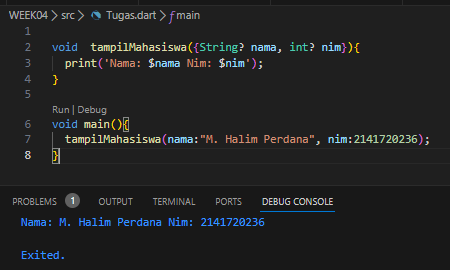 WEEK04 > src > Tugas.dart > main
1
2 void  tampilMahasiswa({String? nama, int? nim}){
3   print('Nama: $nama Nim: $nim');
4 }
5
Run | Debug
6 void main(){
7   tampilMahasiswa(nama:"M. Halim Perdana", nim:2141720236);
8 }
PROBLEMS 1 OUTPUT TERMINAL PORTS DEBUG CONSOLE
Nama: M. Halim Perdana Nim: 2141720236
Exited.